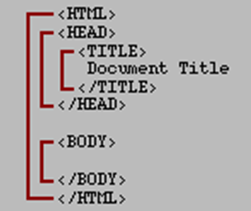 <HTML>
<HEAD>
<TITLE>
Document Title
</TITLE>
</HEAD>
<BODY>
</BODY>
</HTML>